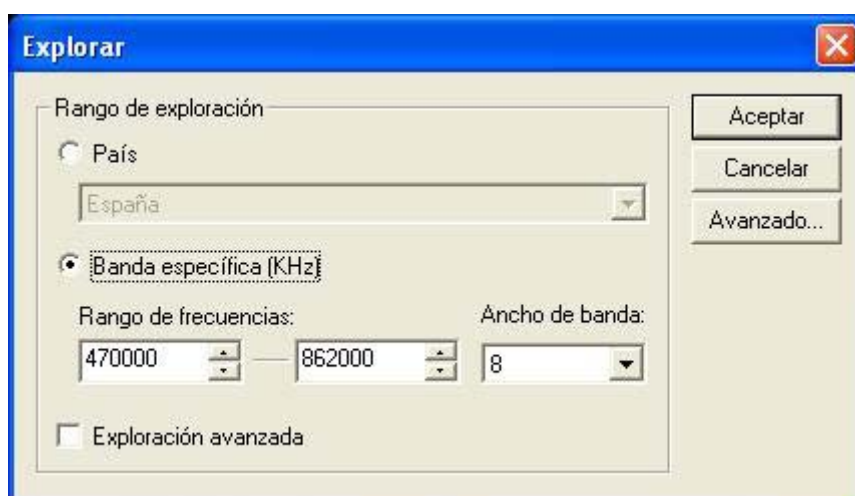 Explorar
Rango de exploración
País
España
Banda específica (KHz)
Rango de frecuencias:
Ancho de banda:
470000
862000
8
Exploración avanzada
Aceptar
Cancelar
Avanzado...